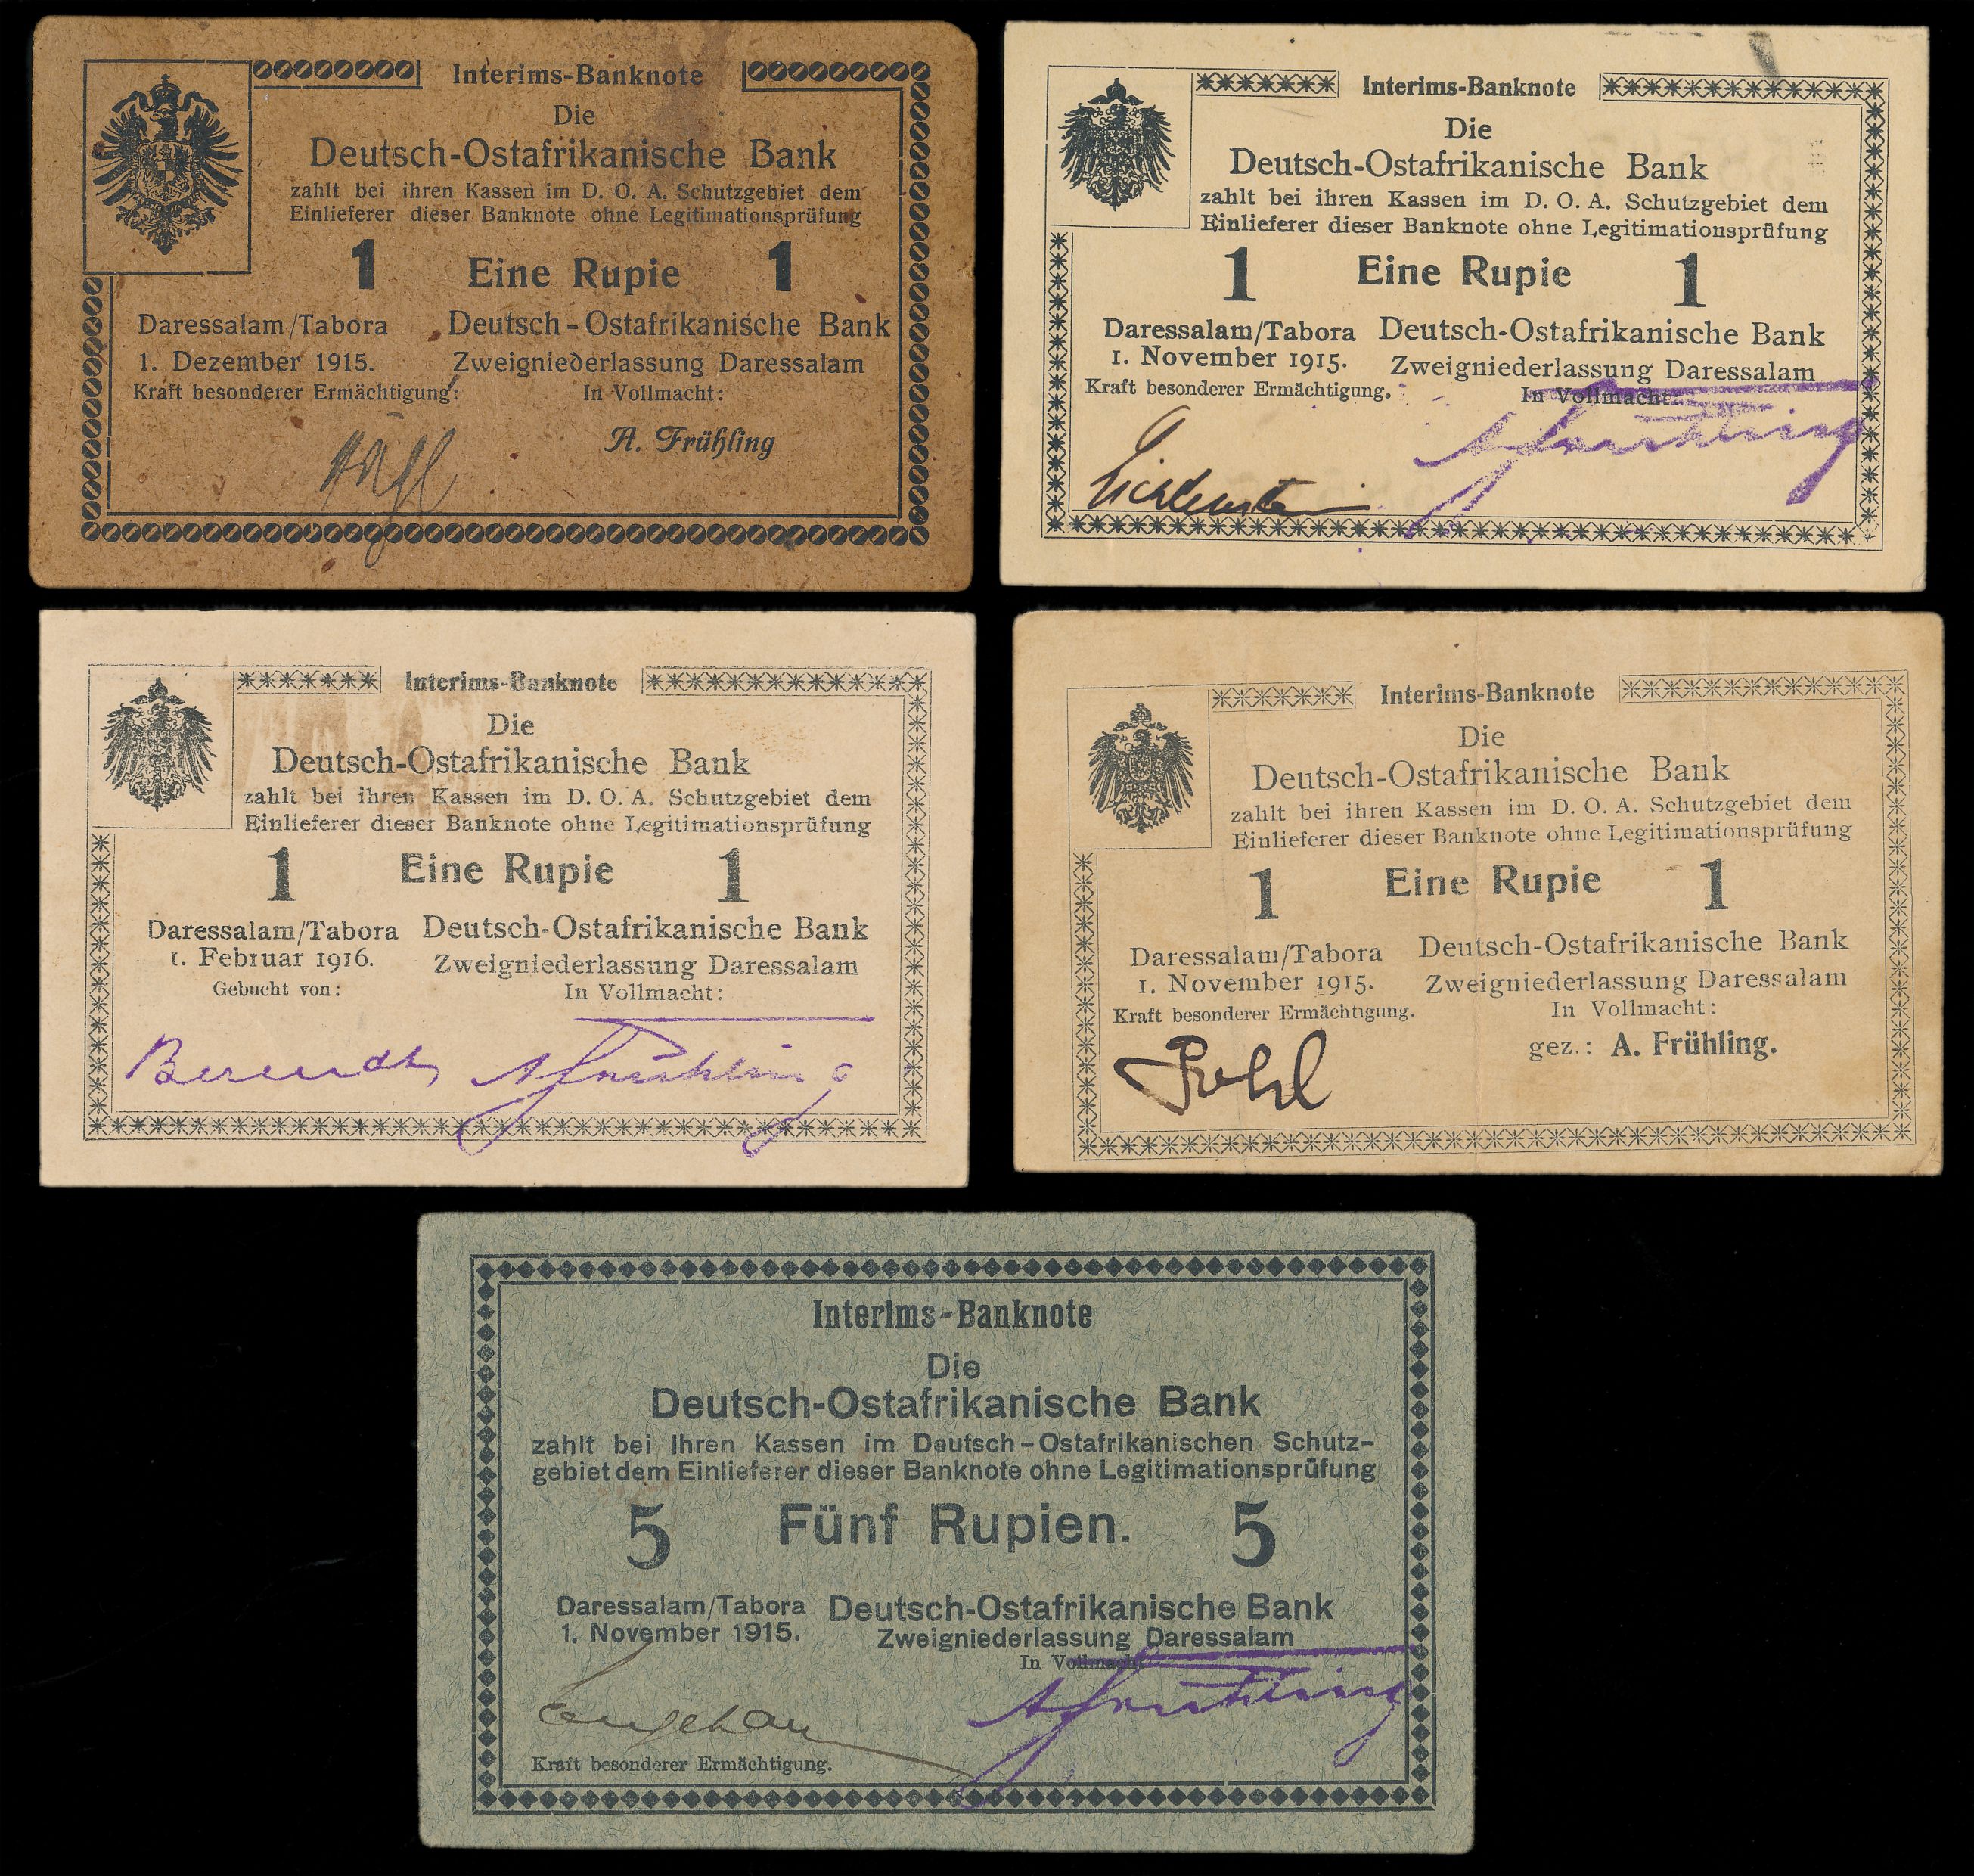 Interims-Banknote
Die
Deutsch-Ostafrikanische Bank
zahlt bei ihren Kassen im D. O. A. Schutzgebiet dem
Einlieferer dieser Banknote ohne Legitimationsprüfung
1 Eine Rupie 1
Daressalam/Tabora Deutsch-Ostafrikanische Bank
1. Dezember 1915. Zweigniederlassung Daressalam
Kraft besonderer Ermächtigung: In Vollmacht:
A. Frühling
Interims-Banknote
Die
Deutsch-Ostafrikanische Bank
zahlt bei ihren Kassen im D. O. A. Schutzgebiet dem
Einlieferer dieser Banknote ohne Legitimationsprüfung
1 Eine Rupie 1
Daressalam/Tabora Deutsch-Ostafrikanische Bank
1. November 1915. Zweigniederlassung Daressalam
Kraft besonderer Ermächtigung. In Vollmacht:
A Frühling
Interims-Banknote
Die
Deutsch-Ostafrikanische Bank
zahlt bei ihren Kassen im D. O. A. Schutzgebiet dem
Einlieferer dieser Banknote ohne Legitimationsprüfung
1 Eine Rupie 1
Daressalam/Tabora Deutsch-Ostafrikanische Bank
1. Februar 1916. Zweigniederlassung Daressalam
Gebucht von: In Vollmacht:
Berendt A Frühling
Interims-Banknote
Die
Deutsch-Ostafrikanische Bank
zahlt bei ihren Kassen im D. O. A. Schutzgebiet dem
Einlieferer dieser Banknote ohne Legitimationsprüfung
1 Eine Rupie 1
Daressalam/Tabora Deutsch-Ostafrikanische Bank
1. November 1915. Zweigniederlassung Daressalam
Kraft besonderer Ermächtigung. In Vollmacht:
gez.: A. Frühling.
Interims-Banknote
Die
Deutsch-Ostafrikanische Bank
zahlt bei Ihren Kassen im Deutsch-Ostafrikanischen Schutz-
gebiet dem Einlieferer dieser Banknote ohne Legitimationsprüfung
5 Fünf Rupien. 5
Daressalam/Tabora Deutsch-Ostafrikanische Bank
1. November 1915. Zweigniederlassung Daressalam
In Vollmacht
A Frühling
Kraft besonderer Ermächtigung.